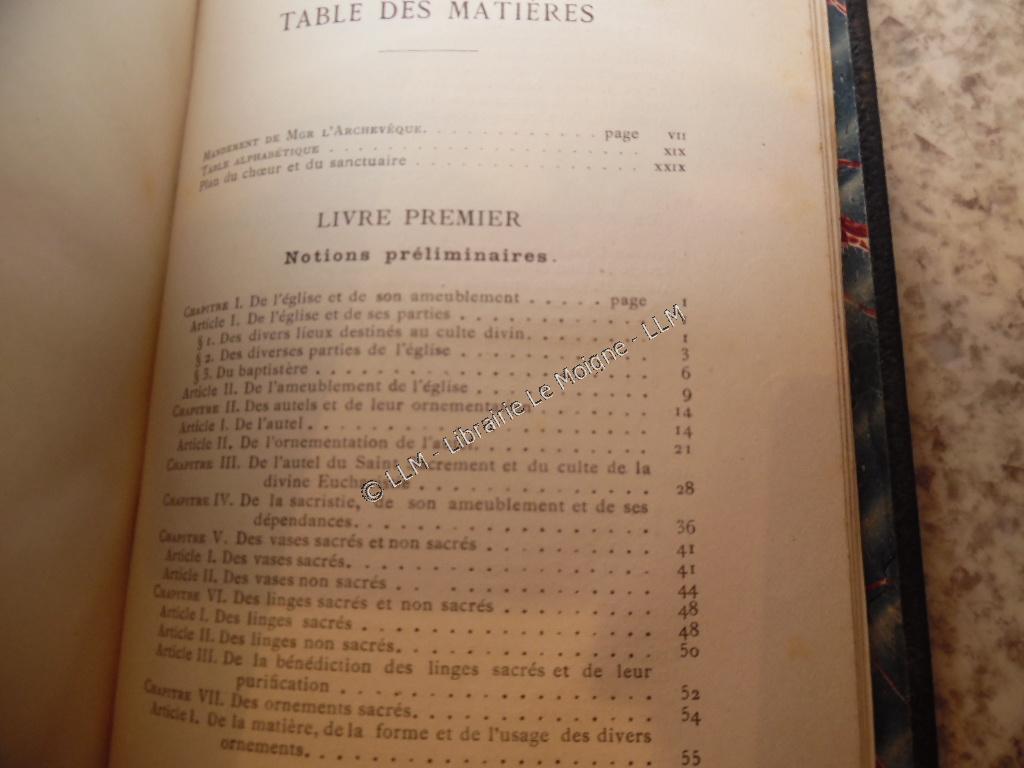 TABLE DES MATIÈRES
MANDEMENT DE MGR L'ARCHEVÊQUE. page VII
TABLE ALPHABÉTIQUE XIX
Plan du chœur et du sanctuaire XXIX
LIVRE PREMIER
Notions préliminaires.
CHAPITRE I. De l'église et de son ameublement . . . . . page 1
Article I. De l'église et de ses parties 1
§ 1. Des divers lieux destinés au culte divin. 1
§ 2. Des diverses parties de l'église 3
§ 3. Du baptistère 6
Article II. De l'ameublement de l'église 9
CHAPITRE II. Des autels et de leur ornementation 14
Article I. De l'autel 14
Article II. De l'ornementation de l'autel. 21
CHAPITRE III. De l'autel du Saint Sacrement et du culte de la
divine Eucharistie 28
CHAPITRE IV. De la sacristie, de son ameublement et de ses
dépendances. 36
CHAPITRE V. Des vases sacrés et non sacrés 41
Article I. Des vases sacrés. 41
Article II. Des vases non sacrés 44
CHAPITRE VI. Des linges sacrés et non sacrés 48
Article I. Des linges sacrés 48
Article II. Des linges non sacrés. 50
Article III. De la bénédiction des linges sacrés et de leur
purification 52
CHAPITRE VII. Des ornements sacrés. 54
Article I. De la matière, de la forme et de l'usage des divers
ornements. 55
© LLM - Librairie Le Moigne - LLM